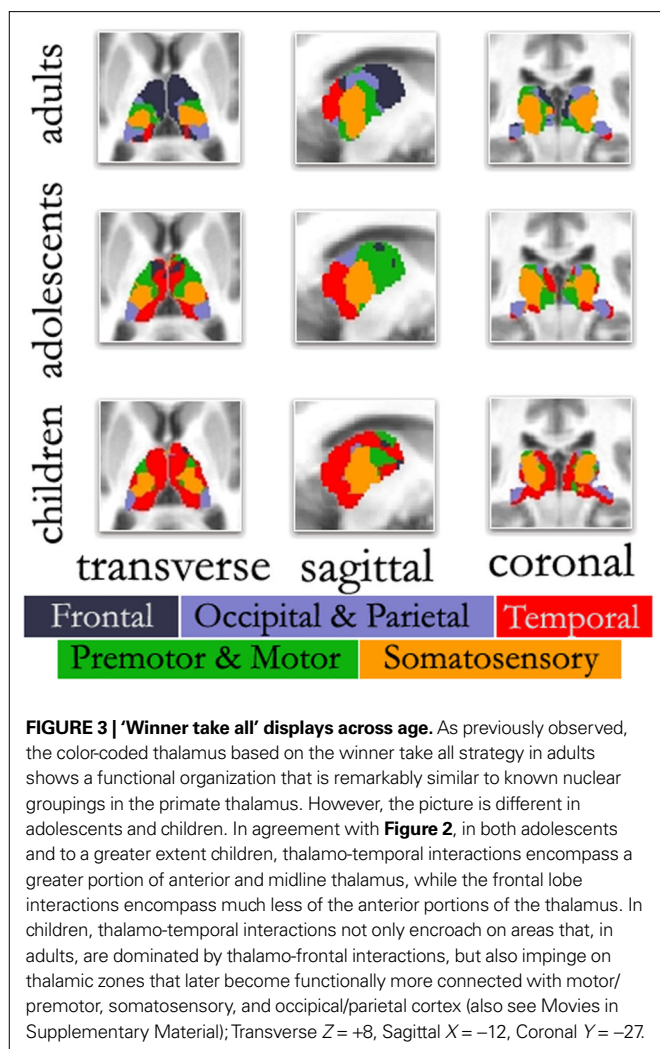 adults
adolescents
children
transverse sagittal coronal
Frontal Occipital & Parietal Temporal
Premotor & Motor Somatosensory
FIGURE 3 | ‘Winner take all’ displays across age. As previously observed,
the color-coded thalamus based on the winner take all strategy in adults
shows a functional organization that is remarkably similar to known nuclear
groupings in the primate thalamus. However, the picture is different in
adolescents and children. In agreement with Figure 2, in both adolescents
and to a greater extent children, thalamo-temporal interactions encompass a
greater portion of anterior and midline thalamus, while the frontal lobe
interactions encompass much less of the anterior portions of the thalamus. In
children, thalamo-temporal interactions not only encroach on areas that, in
adults, are dominated by thalamo-frontal interactions, but also impinge on
thalamic zones that later become functionally more connected with motor/
premotor, somatosensory, and occipical/parietal cortex (also see Movies in
Supplementary Material); Transverse Z = +8, Sagittal X = −12, Coronal Y = −27.